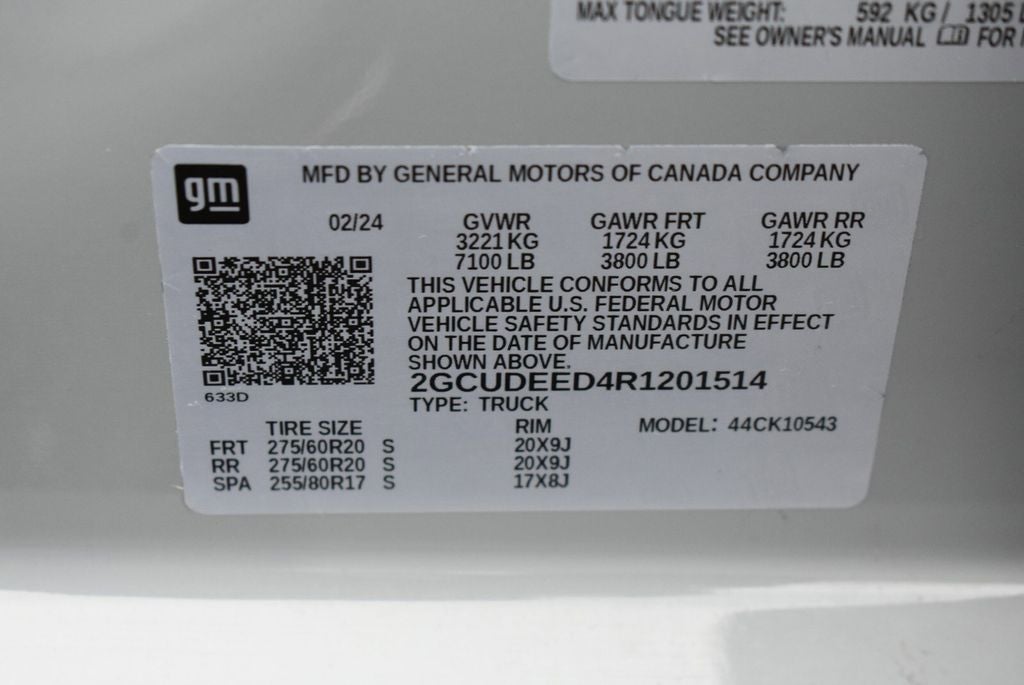 MAX TONGUE WEIGHT: 592 KG / 1305
SEE OWNER'S MANUAL FOR
gm
MFD BY GENERAL MOTORS OF CANADA COMPANY
02/24 GVWR GAWR FRT GAWR RR
3221 KG 1724 KG 1724 KG
7100 LB 3800 LB 3800 LB
THIS VEHICLE CONFORMS TO ALL
APPLICABLE U.S. FEDERAL MOTOR
VEHICLE SAFETY STANDARDS IN EFFECT
ON THE DATE OF MANUFACTURE
SHOWN ABOVE.
2GCUDEED4R1201514
633D
TYPE: TRUCK
TIRE SIZE RIM MODEL: 44CK10543
FRT 275/60R20 S 20X9J
RR 275/60R20 S 20X9J
SPA 255/80R17 S 17X8J